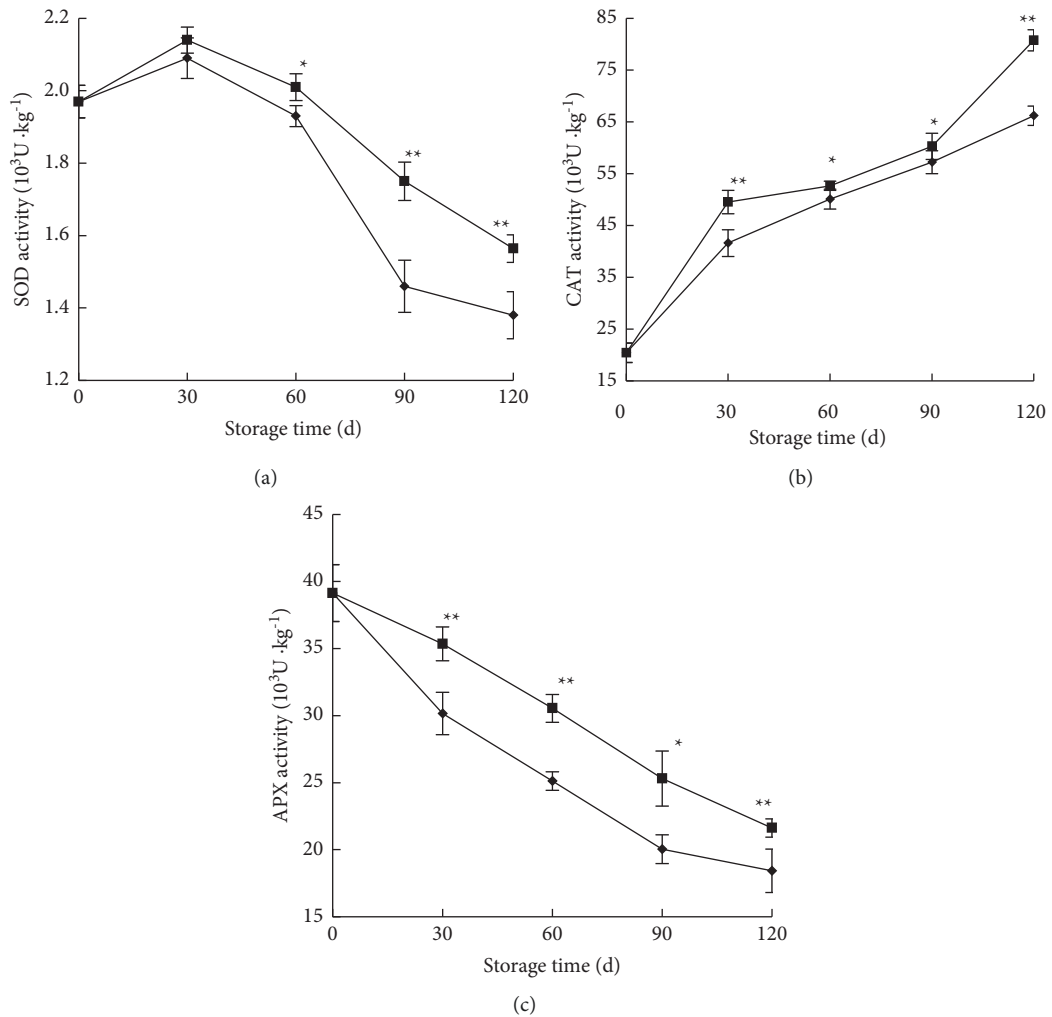 2.2
2.0
1.8
1.6
1.4
1.2
SOD activity (10³U·kg⁻¹)
*
**
**
0 30 60 90 120
Storage time (d)
(a)
85
75
65
55
45
35
25
15
CAT activity (10³U·kg⁻¹)
**
*
*
**
0 30 60 90 120
Storage time (d)
(b)
45
40
35
30
25
20
15
APX activity (10³U·kg⁻¹)
**
**
*
**
0 30 60 90 120
Storage time (d)
(c)